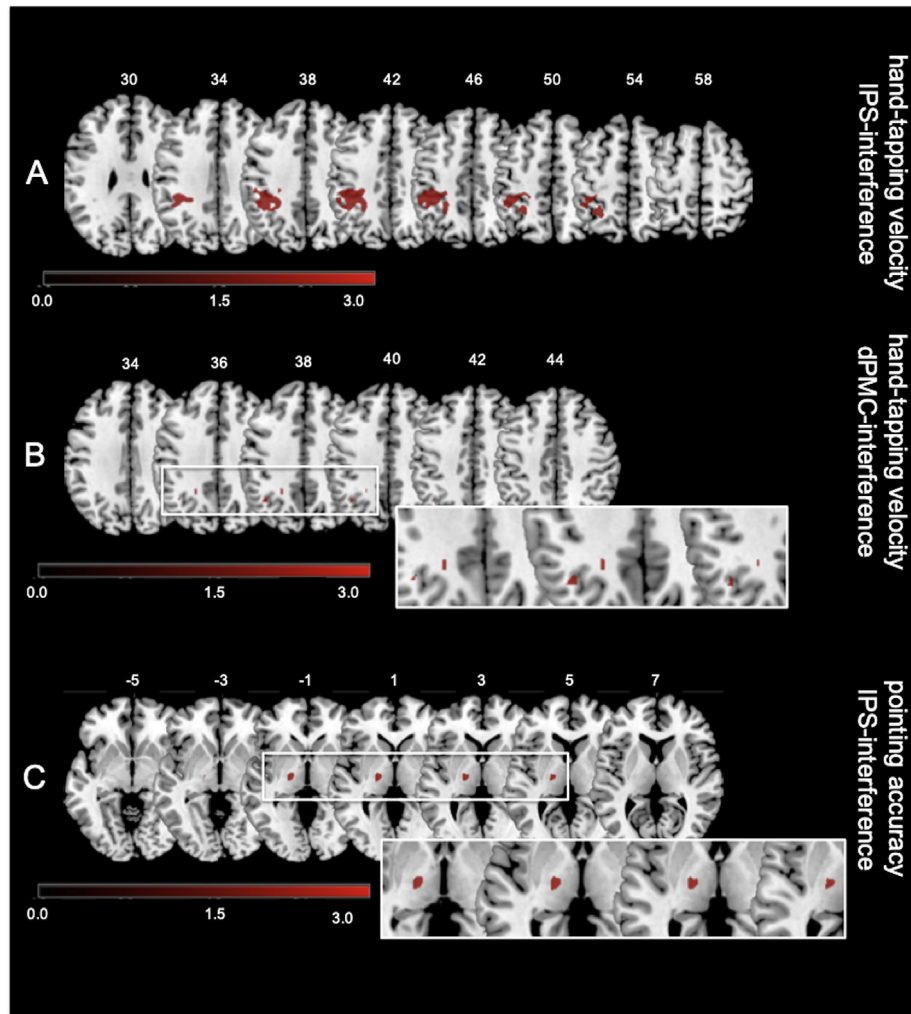 30 34 38 42 46 50 54 58
A
hand-tapping velocity
IPS-interference
0.0 1.5 3.0
34 36 38 40 42 44
B
hand-tapping velocity
dPMC-interference
0.0 1.5 3.0
-5 -3 -1 1 3 5 7
C
pointing accuracy
IPS-interference
0.0 1.5 3.0